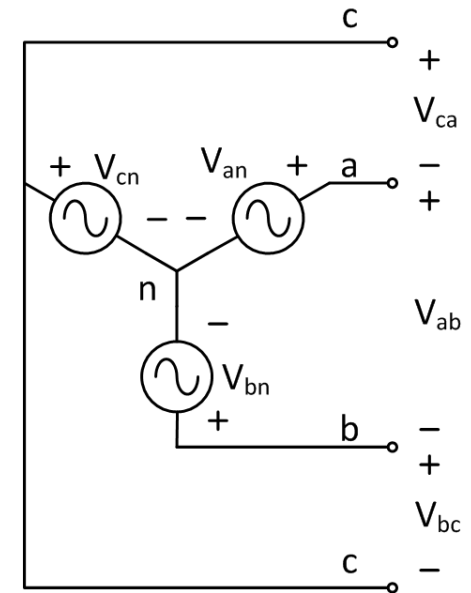 c
+
V_ca
+ V_cn V_an + a −
− − +
n
V_ab
−
V_bn
+ b −
+
V_bc
c −